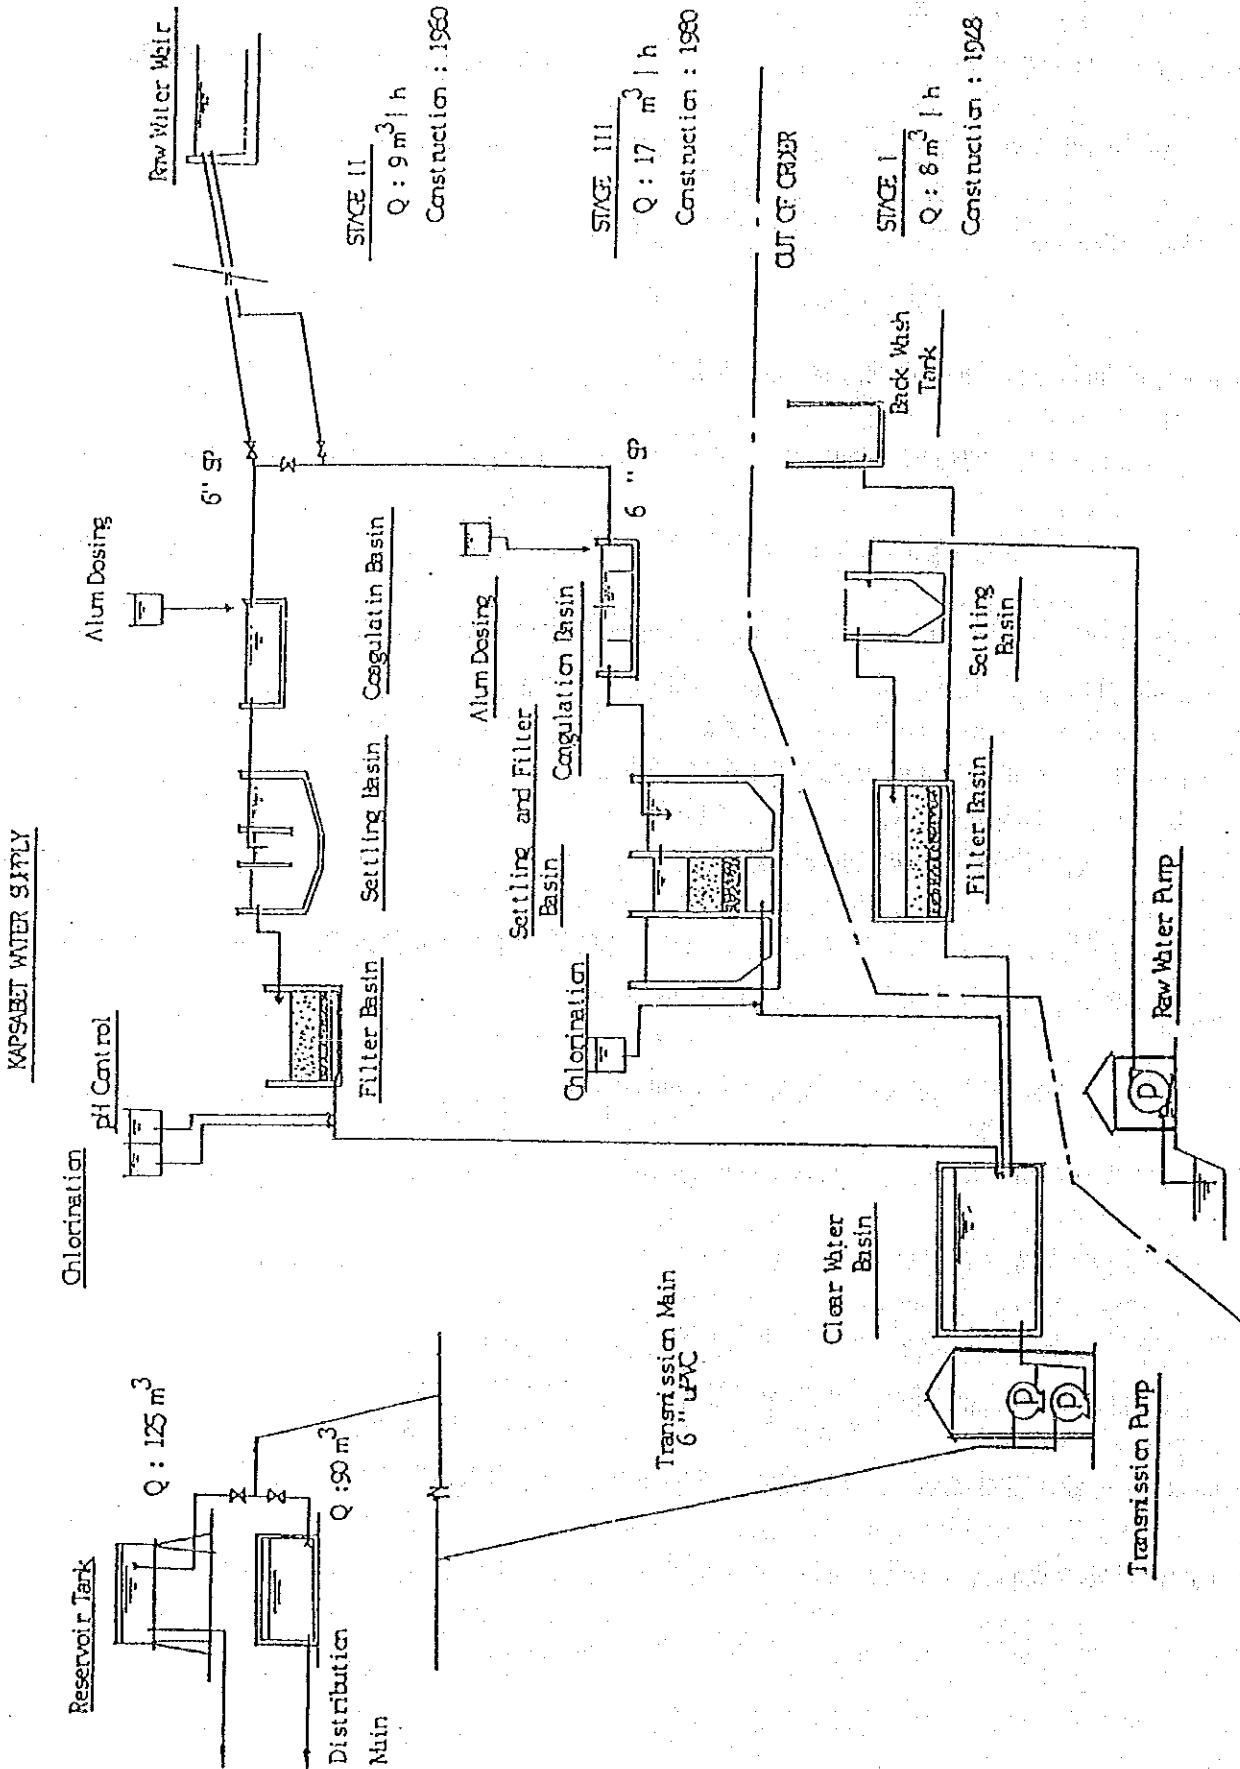 KAPSABET WATER SUPPLY
Raw Water Weir
STAGE II
Q : 9 m³ | h
Construction : 1960
6'' gp
Alum Dosing
Coagulatin Basin
Settling Basin
Filter Basin
pH Control
Chlorination
STAGE III
Q : 17 m³ | h
Construction : 1980
6 '' gp
Alum Dosing
Coagulation Basin
Settling and Filter
Basin
Chlorination
OUT OF ORDER
STAGE I
Q : 8 m³ | h
Construction : 1948
Back Wash
Tank
Settling
Basin
Filter Basin
Raw Water Pump
Clear Water
Basin
Transmission Pump
Transmission Main
6 '' uPVC
Reservoir Tank
Q : 125 m³
Q : 90 m³
Distribution
Main